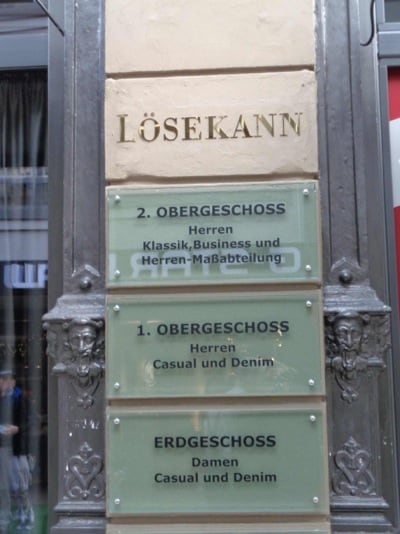 LÖSEKANN
2. OBERGESCHOSS
Herren
Klassik,Business und
Herren-Maßabteilung
1. OBERGESCHOSS
Herren
Casual und Denim
ERDGESCHOSS
Damen
Casual und Denim